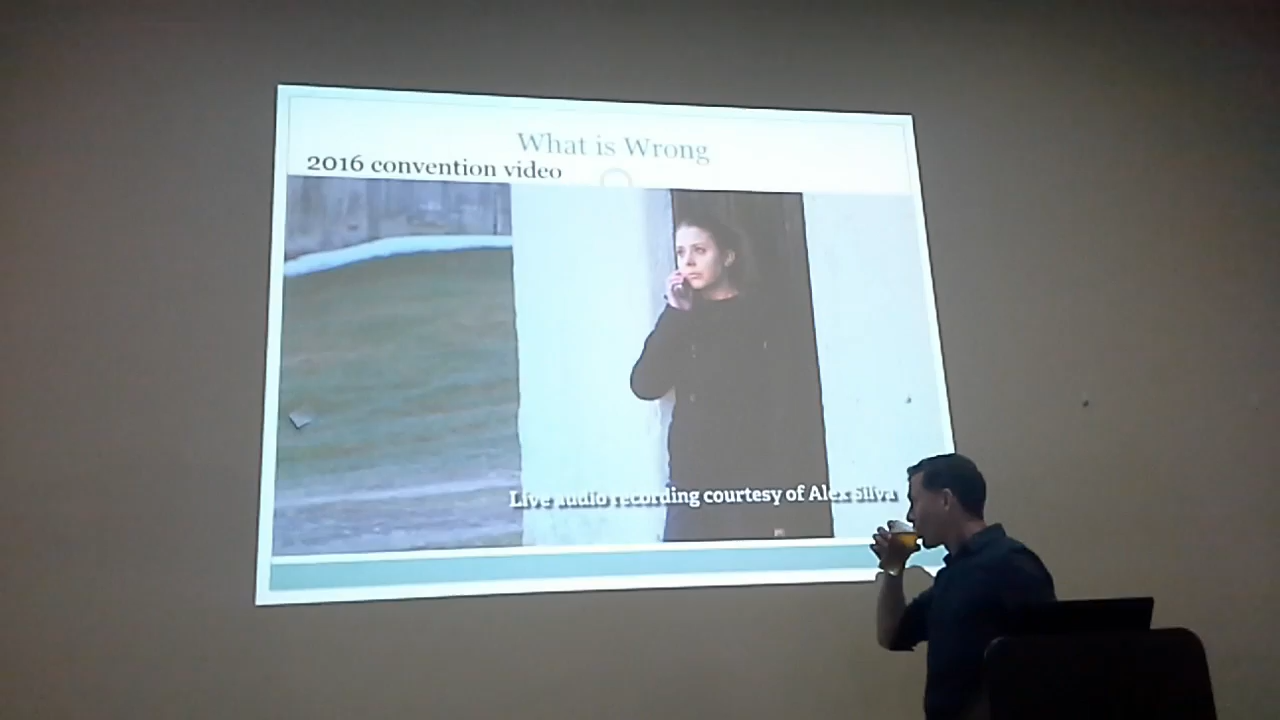 What is Wrong
2016 convention video
Live audio recording courtesy of Alex Silva